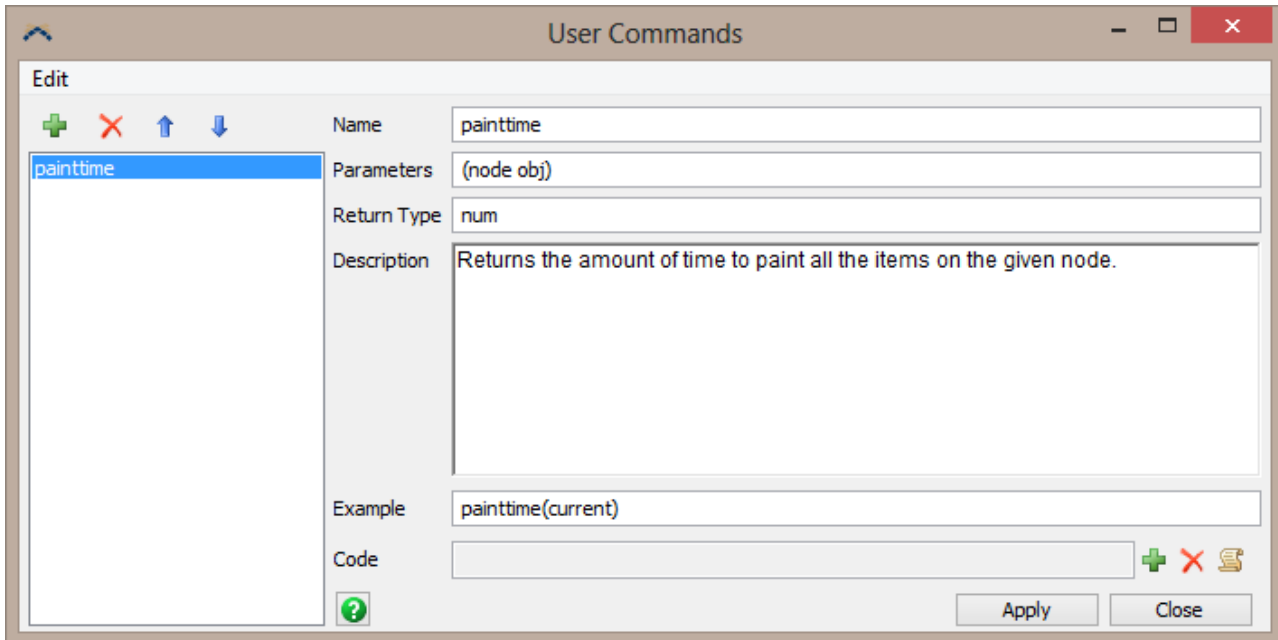 User Commands
Edit
Name painttime
painttime
Parameters (node obj)
Return Type num
Description Returns the amount of time to paint all the items on the given node.
Example painttime(current)
Code
Apply Close